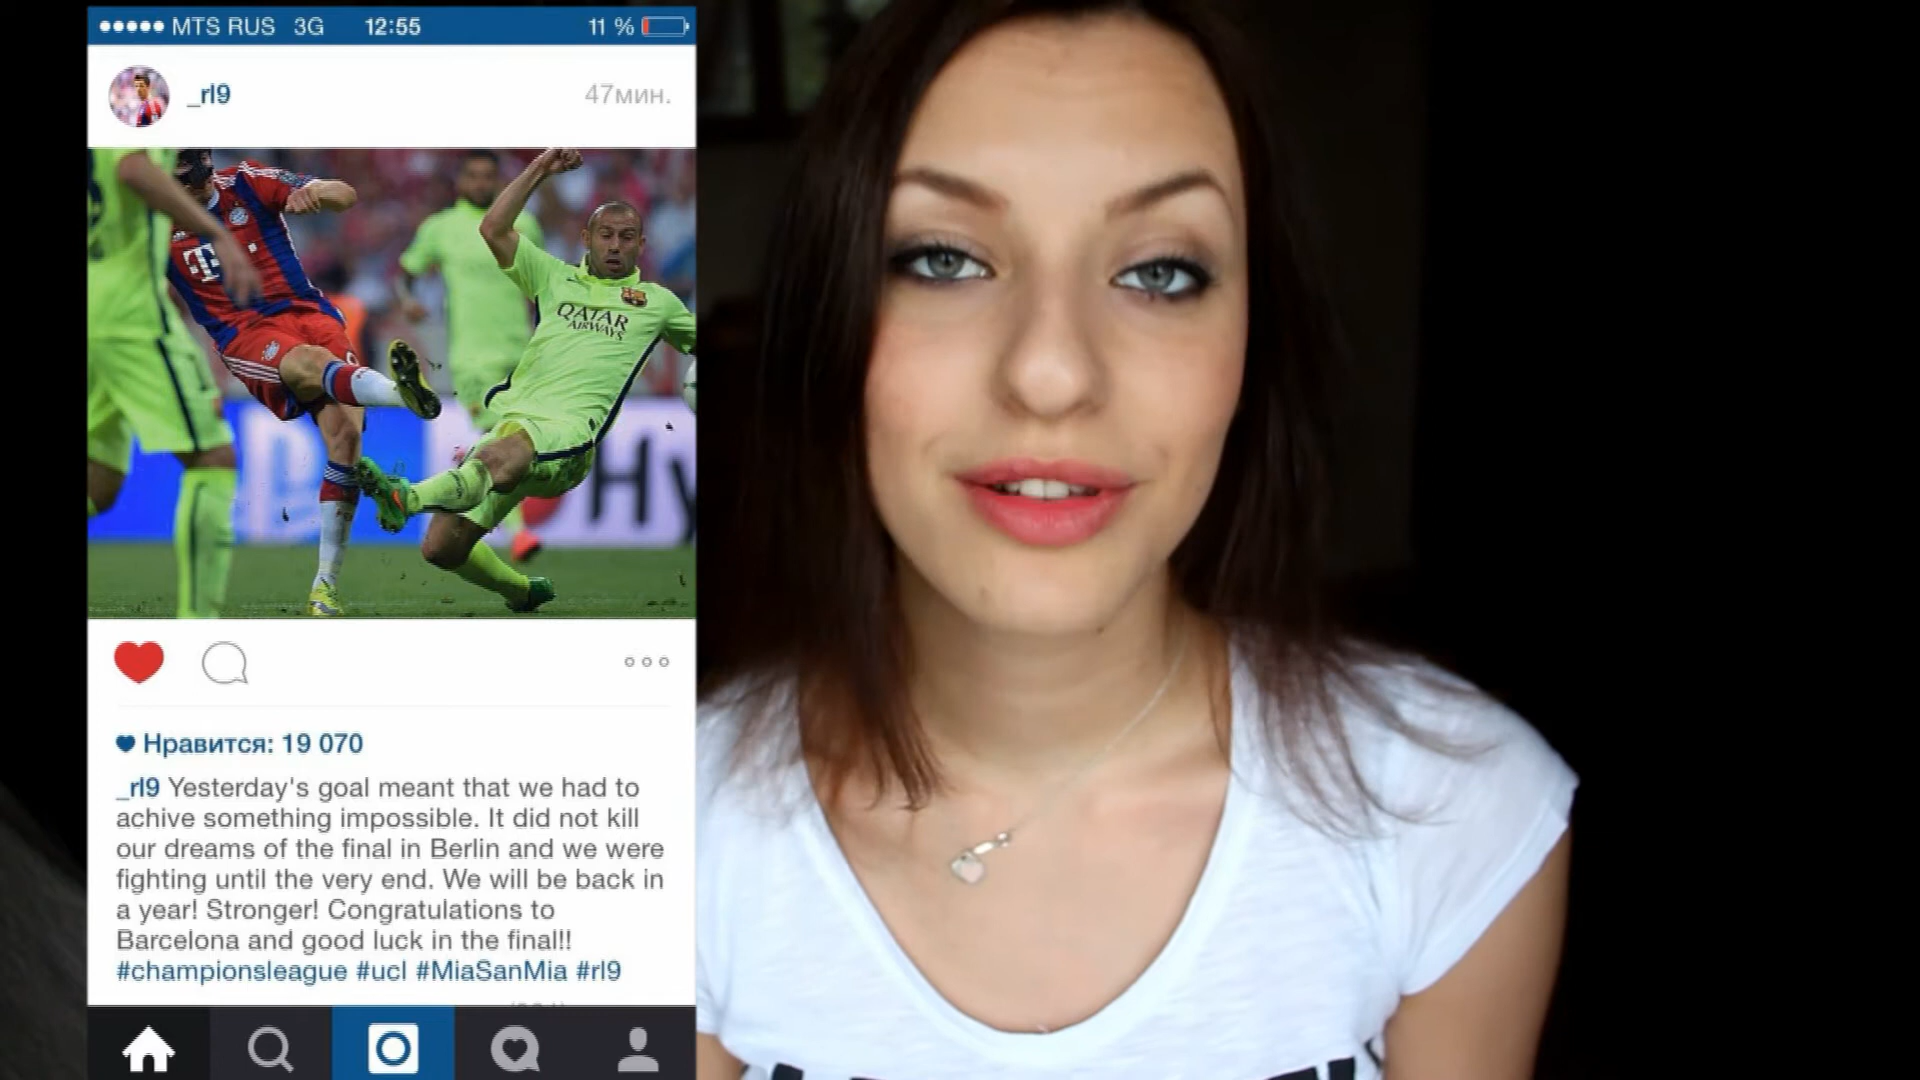 MTS RUS 3G 12:55 11 %
_rl9 47мин.
T
QATAR
AIRWAYS
Hy
Нравится: 19 070
_rl9 Yesterday's goal meant that we had to
achive something impossible. It did not kill
our dreams of the final in Berlin and we were
fighting until the very end. We will be back in
a year! Stronger! Congratulations to
Barcelona and good luck in the final!!
#championsleague #ucl #MiaSanMia #rl9